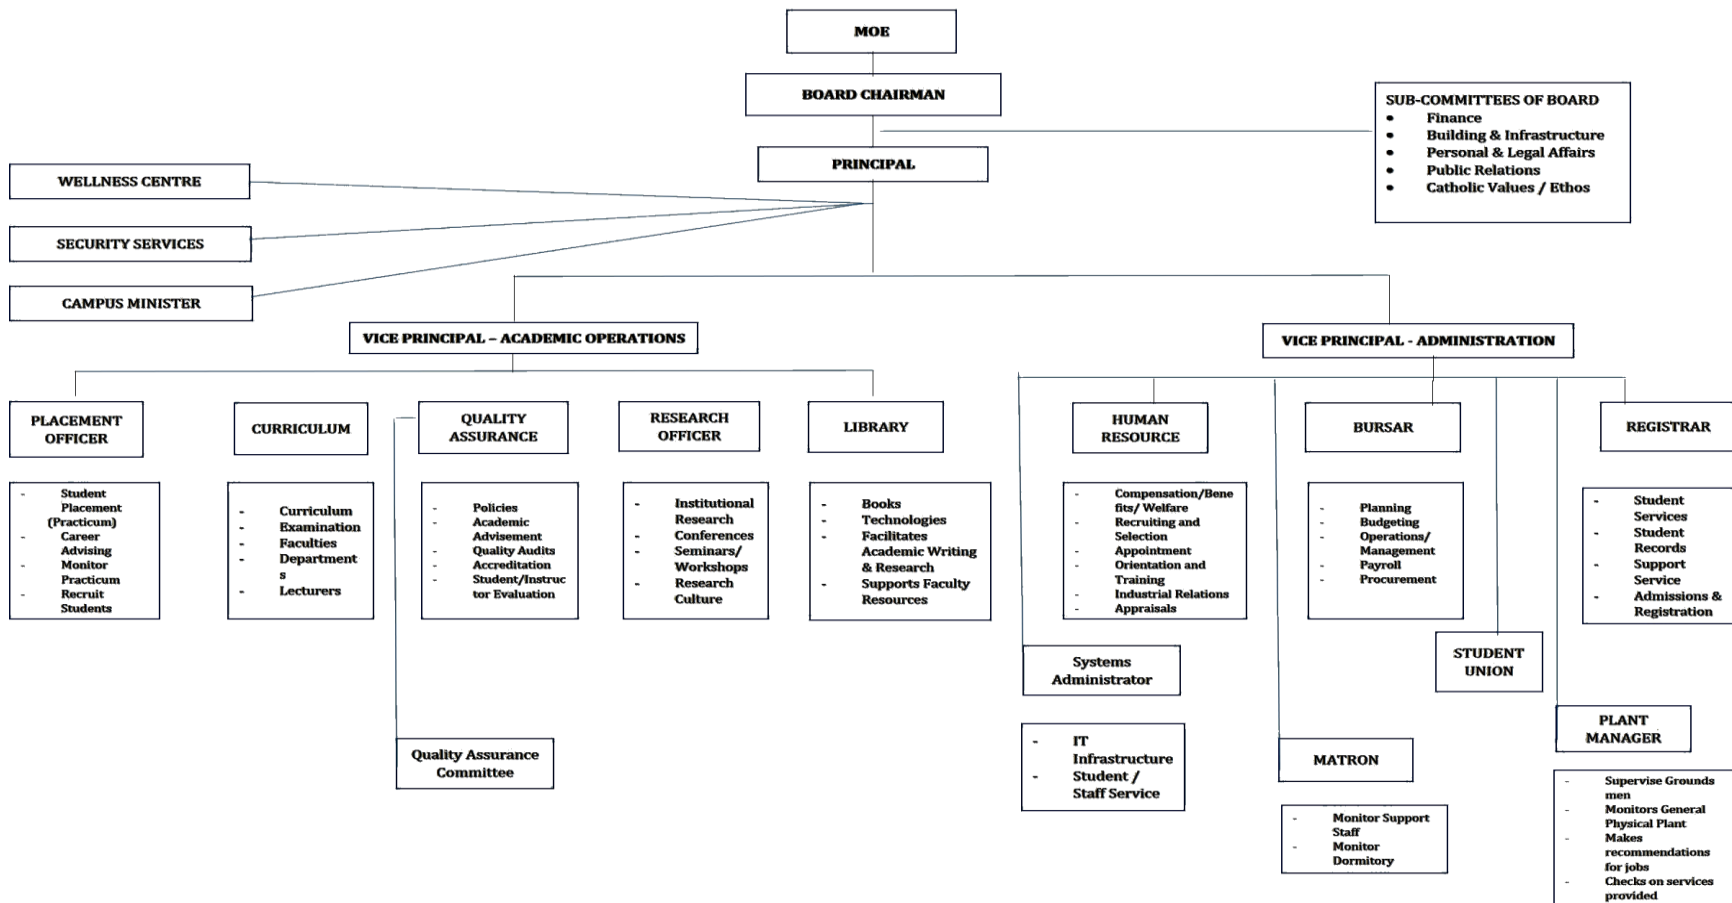 MOE
BOARD CHAIRMAN
SUB-COMMITTEES OF BOARD
• Finance
• Building & Infrastructure
• Personal & Legal Affairs
• Public Relations
• Catholic Values / Ethos
PRINCIPAL
WELLNESS CENTRE
SECURITY SERVICES
CAMPUS MINISTER
VICE PRINCIPAL – ACADEMIC OPERATIONS
VICE PRINCIPAL - ADMINISTRATION
PLACEMENT
OFFICER
- Student
Placement
(Practicum)
- Career
Advising
- Monitor
Practicum
- Recruit
Students
CURRICULUM
- Curriculum
- Examination
- Faculties
- Department
s
- Lecturers
QUALITY
ASSURANCE
- Policies
- Academic
Advisement
- Quality Audits
- Accreditation
- Student/Instruc
tor Evaluation
Quality Assurance
Committee
RESEARCH
OFFICER
- Institutional
Research
- Conferences
- Seminars/
Workshops
- Research
Culture
LIBRARY
- Books
- Technologies
- Facilitates
Academic Writing
& Research
- Supports Faculty
Resources
HUMAN
RESOURCE
- Compensation/Bene
fits/ Welfare
- Recruiting and
Selection
- Appointment
- Orientation and
Training
- Industrial Relations
- Appraisals
BURSAR
- Planning
- Budgeting
- Operations/
Management
- Payroll
- Procurement
REGISTRAR
- Student
Services
- Student
Records
- Support
Service
- Admissions &
Registration
Systems
Administrator
- IT
Infrastructure
- Student /
Staff Service
MATRON
- Monitor Support
Staff
- Monitor
Dormitory
STUDENT
UNION
PLANT
MANAGER
- Supervise Grounds
men
- Monitors General
Physical Plant
- Makes
recommendations
for jobs
- Checks on services
provided